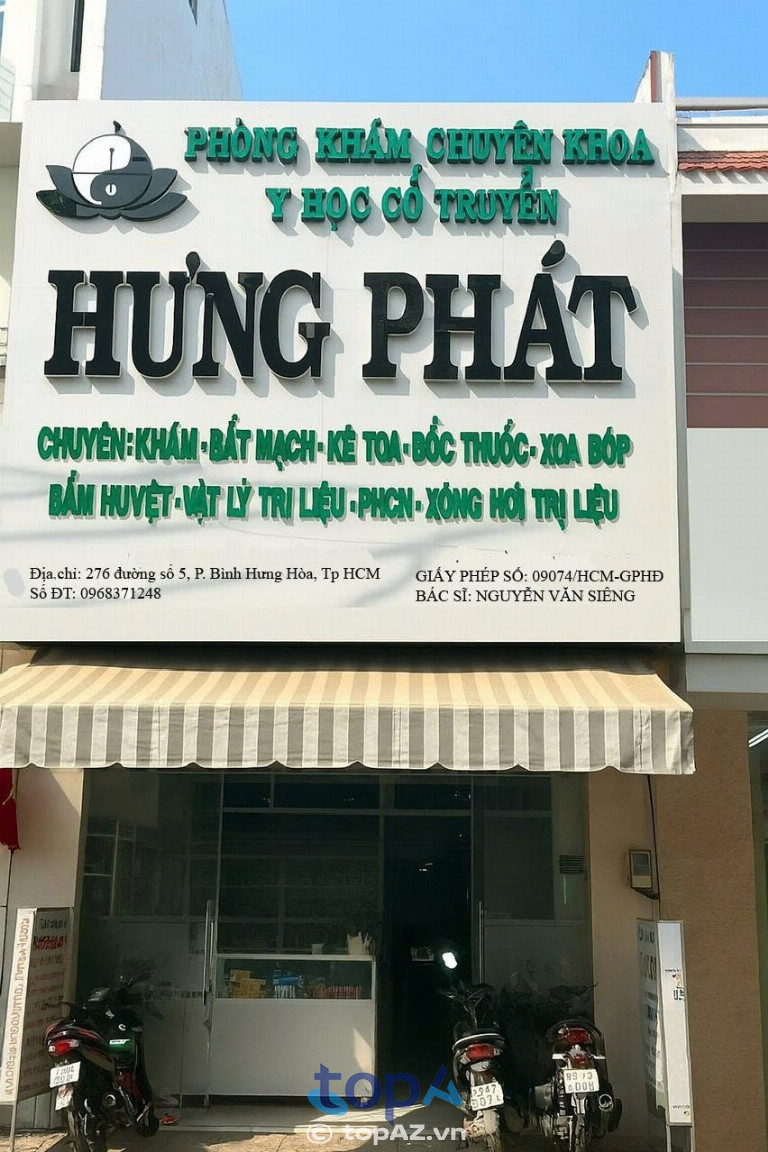 PHÒNG KHÁM CHUYÊN KHOA
Y HỌC CỔ TRUYỀN
HƯNG PHÁT
CHUYÊN: KHÁM - BẮT MẠCH - KÊ TOA - BỐC THUỐC - XOA BÓP
BẤM HUYỆT - VẬT LÝ TRỊ LIỆU - PHCN - XÔNG HƠI TRỊ LIỆU
Địa chỉ: 276 đường số 5, P. Bình Hưng Hòa, Tp HCM
Số ĐT: 0968371248
GIẤY PHÉP SỐ: 09074/HCM-GPHĐ
BÁC SĨ: NGUYỄN VĂN SIÊNG
topAZ
© topAZ.vn